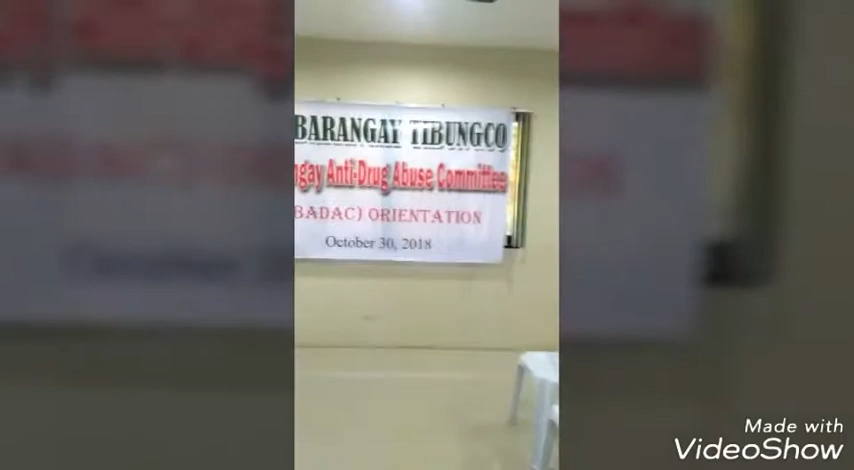 BARANGAY TIBUNGCO
ngay Anti-Drug Abuse Committee
BADAC) ORIENTATION
October 30, 2018
Made with
VideoShow